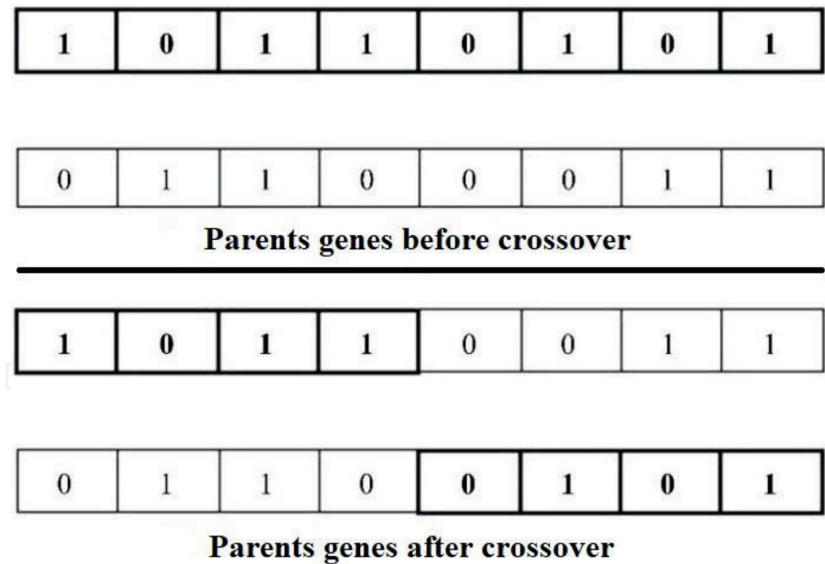 1 0 1 1 0 1 0 1
0 1 1 0 0 0 1 1
Parents genes before crossover
1 0 1 1 0 0 1 1
0 1 1 0 0 1 0 1
Parents genes after crossover